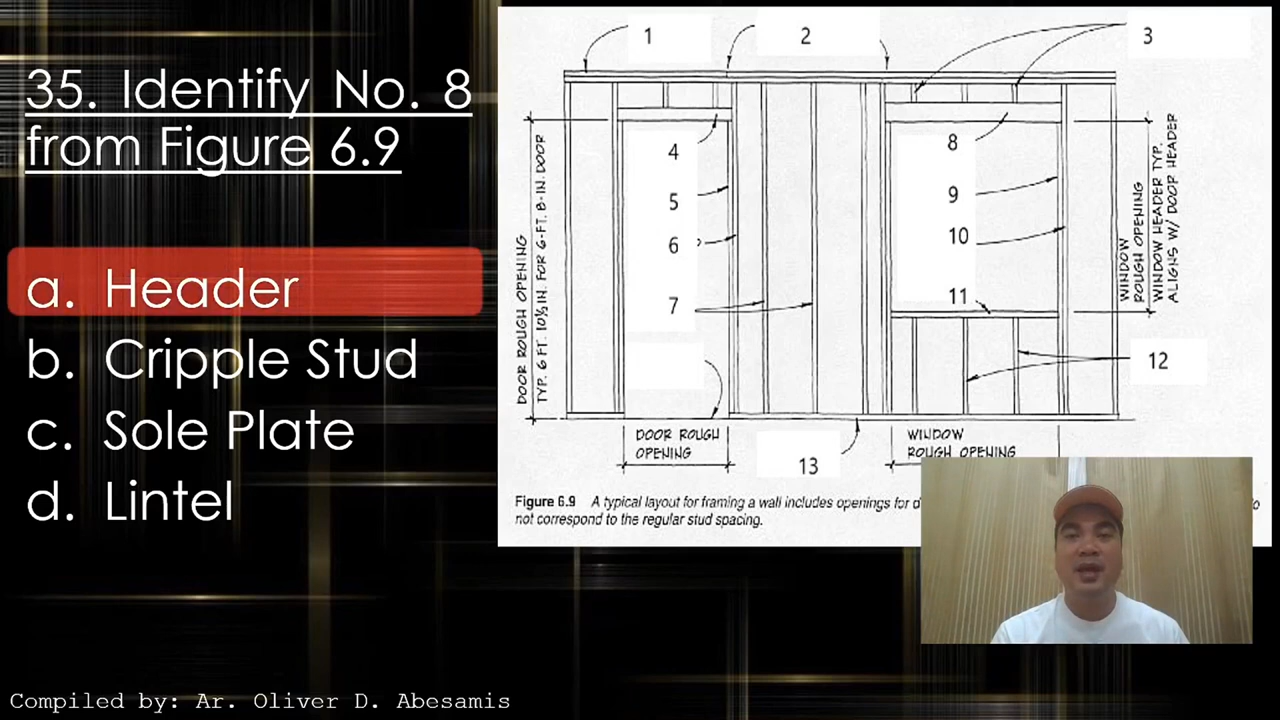 35. Identify No. 8
from Figure 6.9
a. Header
b. Cripple Stud
c. Sole Plate
d. Lintel
1
2
3
4
5
6
7
8
9
10
11
12
13
DOOR ROUGH OPENING
TYP. 6 FT. 10½ IN. FOR 6-FT. 8-IN. DOOR
WINDOW
ROUGH OPENING
WINDOW HEADER TYP.
ALIGNS W/ DOOR HEADER
DOOR ROUGH
OPENING
WINDOW
ROUGH OPENING
Figure 6.9 A typical layout for framing a wall includes openings for
not correspond to the regular stud spacing.
Compiled by: Ar. Oliver D. Abesamis